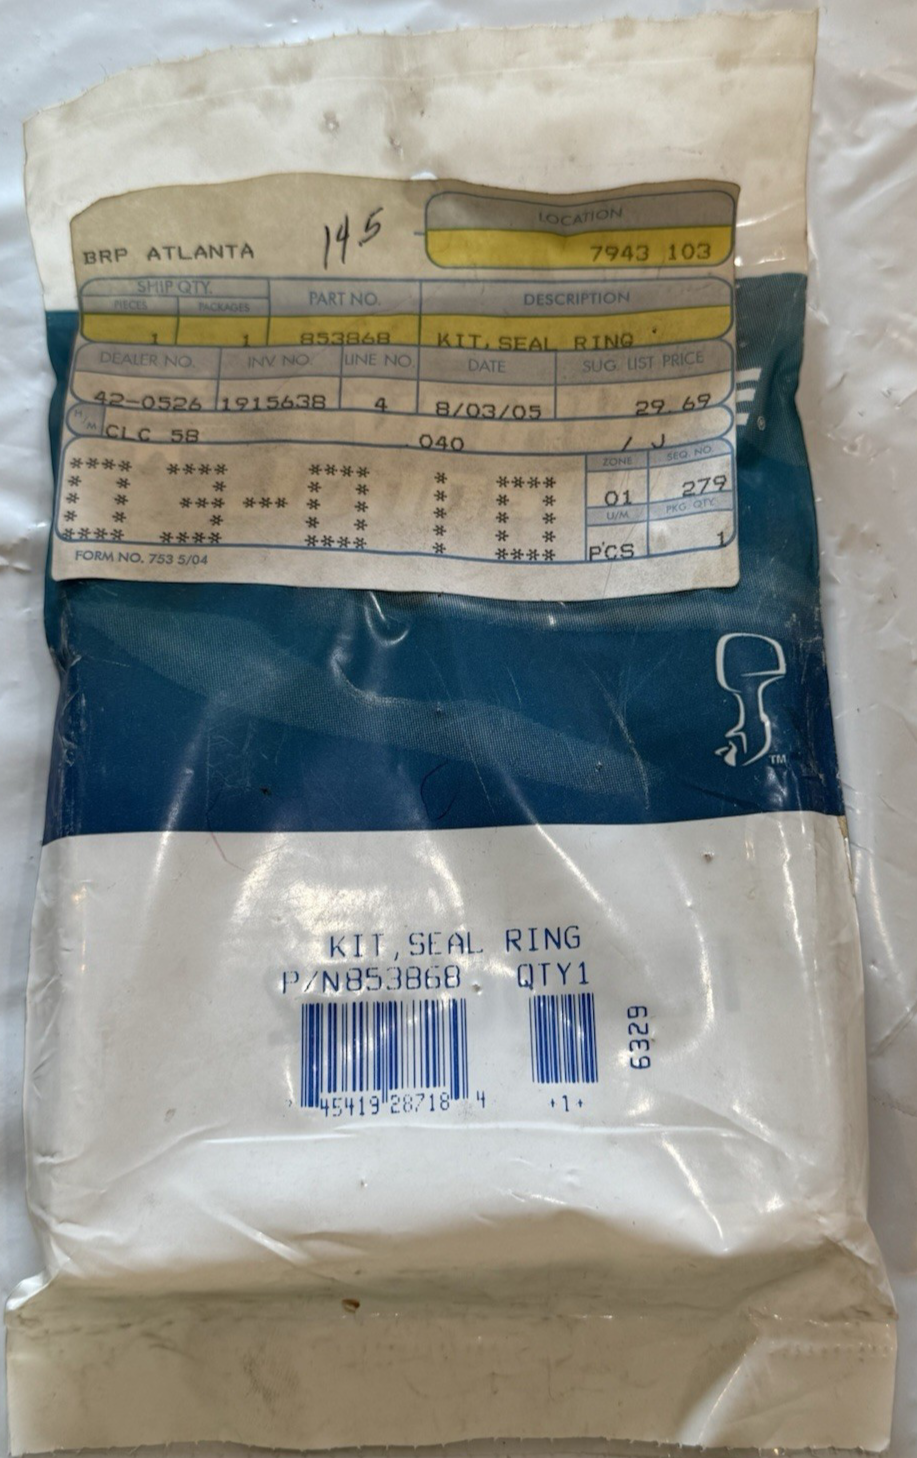 145
LOCATION
BRP ATLANTA
7943 103
SHIP QTY.
PIECES PACKAGES PART NO. DESCRIPTION
1 1 853868 KIT, SEAL RING
DEALER NO. INV. NO. LINE NO. DATE SUG. LIST PRICE
42-0526 1915638 4 8/03/05 29.69
H/M CLC 5B 040 / J
ZONE SEQ. NO.
01 279
U/M PKG. QTY.
PCS 1
FORM NO. 753 5/04
E®
TM
KIT,SEAL RING
P/N853868 QTY1
6329
45419 28718 4 +1+